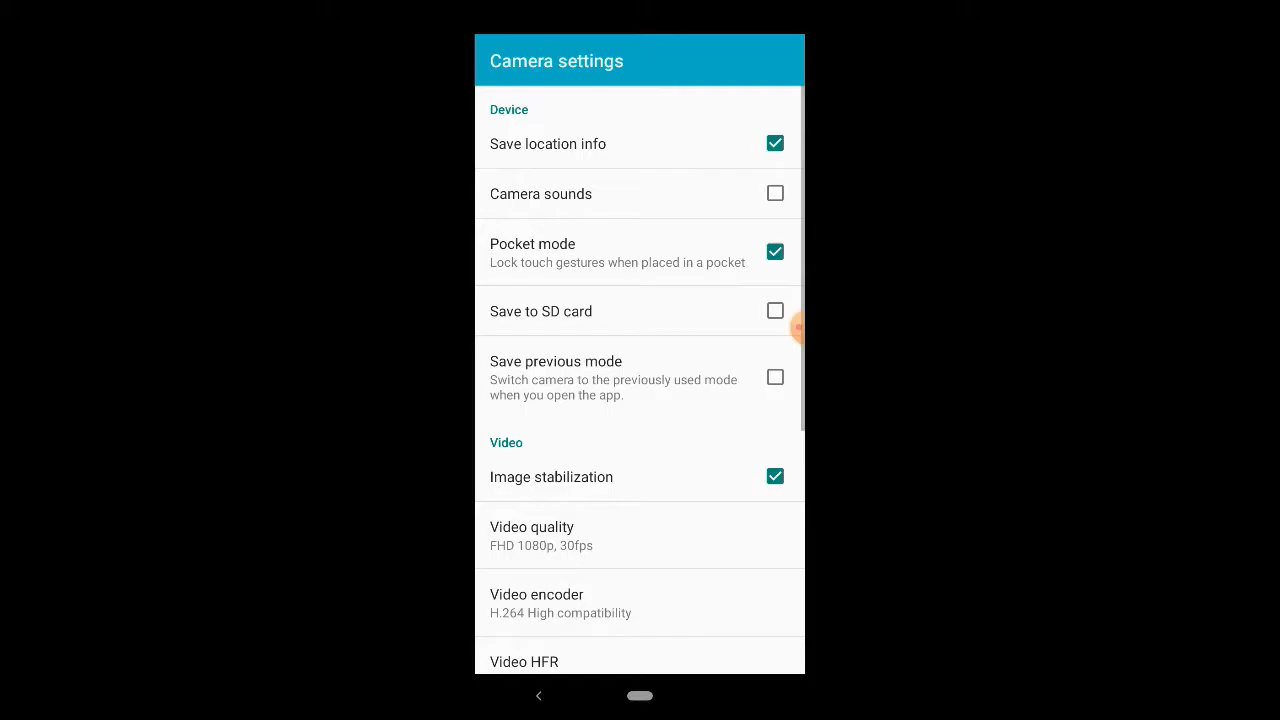 Camera settings
Device
Save location info
Camera sounds
Pocket mode
Lock touch gestures when placed in a pocket
Save to SD card
Save previous mode
Switch camera to the previously used mode
when you open the app.
Video
Image stabilization
Video quality
FHD 1080p, 30fps
Video encoder
H.264 High compatibility
Video HFR